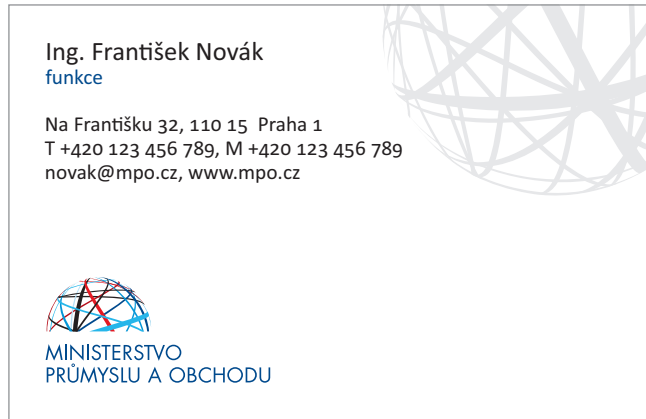 Ing. František Novák
funkce
Na Františku 32, 110 15  Praha 1
T +420 123 456 789, M +420 123 456 789
novak@mpo.cz, www.mpo.cz
MINISTERSTVO
PRŮMYSLU A OBCHODU